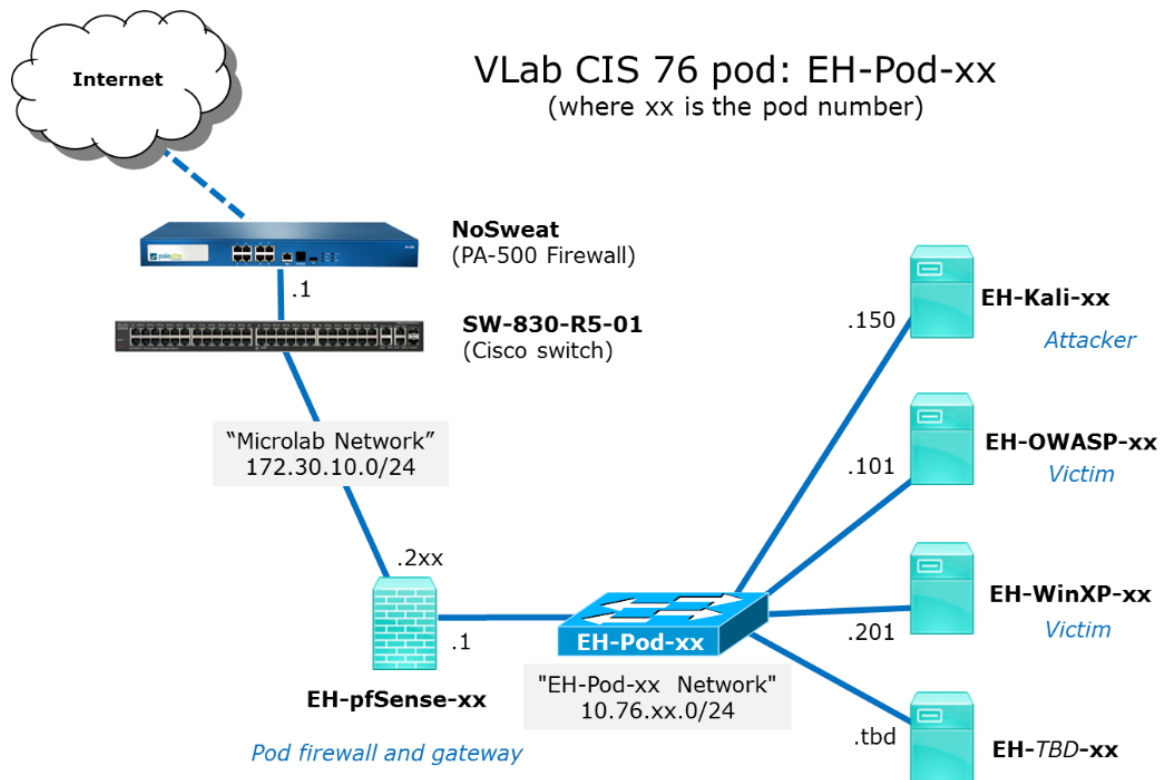 Internet
VLab CIS 76 pod: EH-Pod-xx
(where xx is the pod number)
NoSweat
(PA-500 Firewall)
.1
SW-830-R5-01
(Cisco switch)
"Microlab Network"
172.30.10.0/24
.2xx
.1
EH-pfSense-xx
Pod firewall and gateway
EH-Pod-xx
"EH-Pod-xx Network"
10.76.xx.0/24
.150
EH-Kali-xx
Attacker
.101
EH-OWASP-xx
Victim
.201
EH-WinXP-xx
Victim
.tbd
EH-TBD-xx